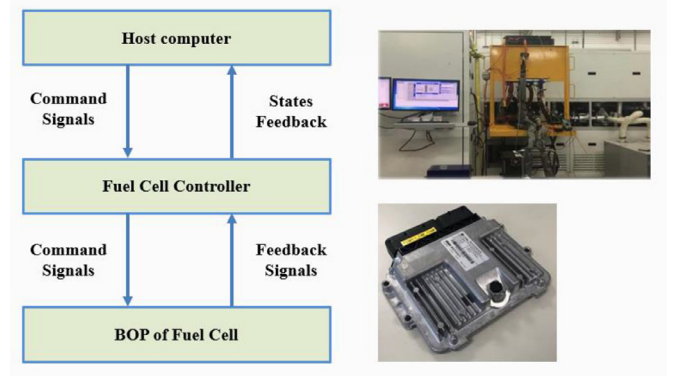 Host computer
Command
Signals
States
Feedback
Fuel Cell Controller
Command
Signals
Feedback
Signals
BOP of Fuel Cell